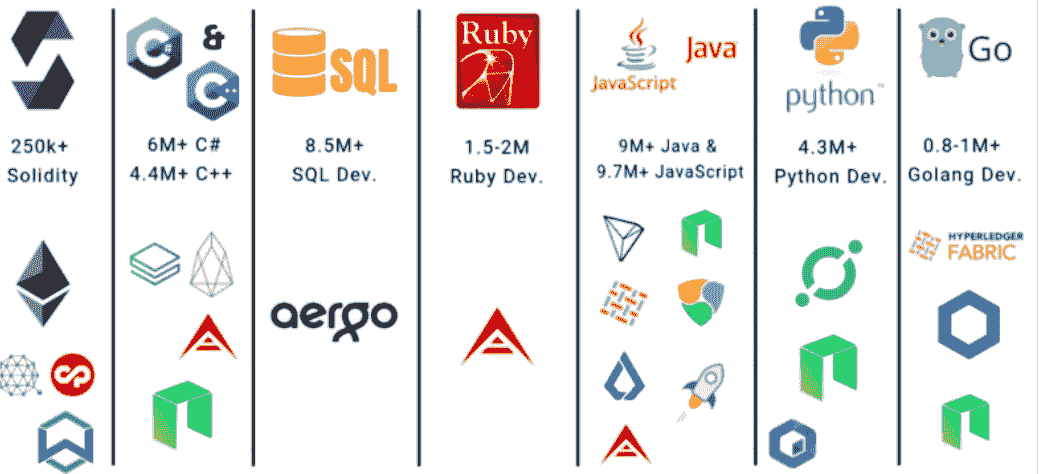 C#
&
C++
SQL
Ruby
JavaScript
Java
python™
Go
250k+
Solidity
6M+ C#
4.4M+ C++
8.5M+
SQL Dev.
1.5-2M
Ruby Dev.
9M+ Java &
9.7M+ JavaScript
4.3M+
Python Dev.
0.8-1M+
Golang Dev.
HYPERLEDGER
FABRIC
aergo